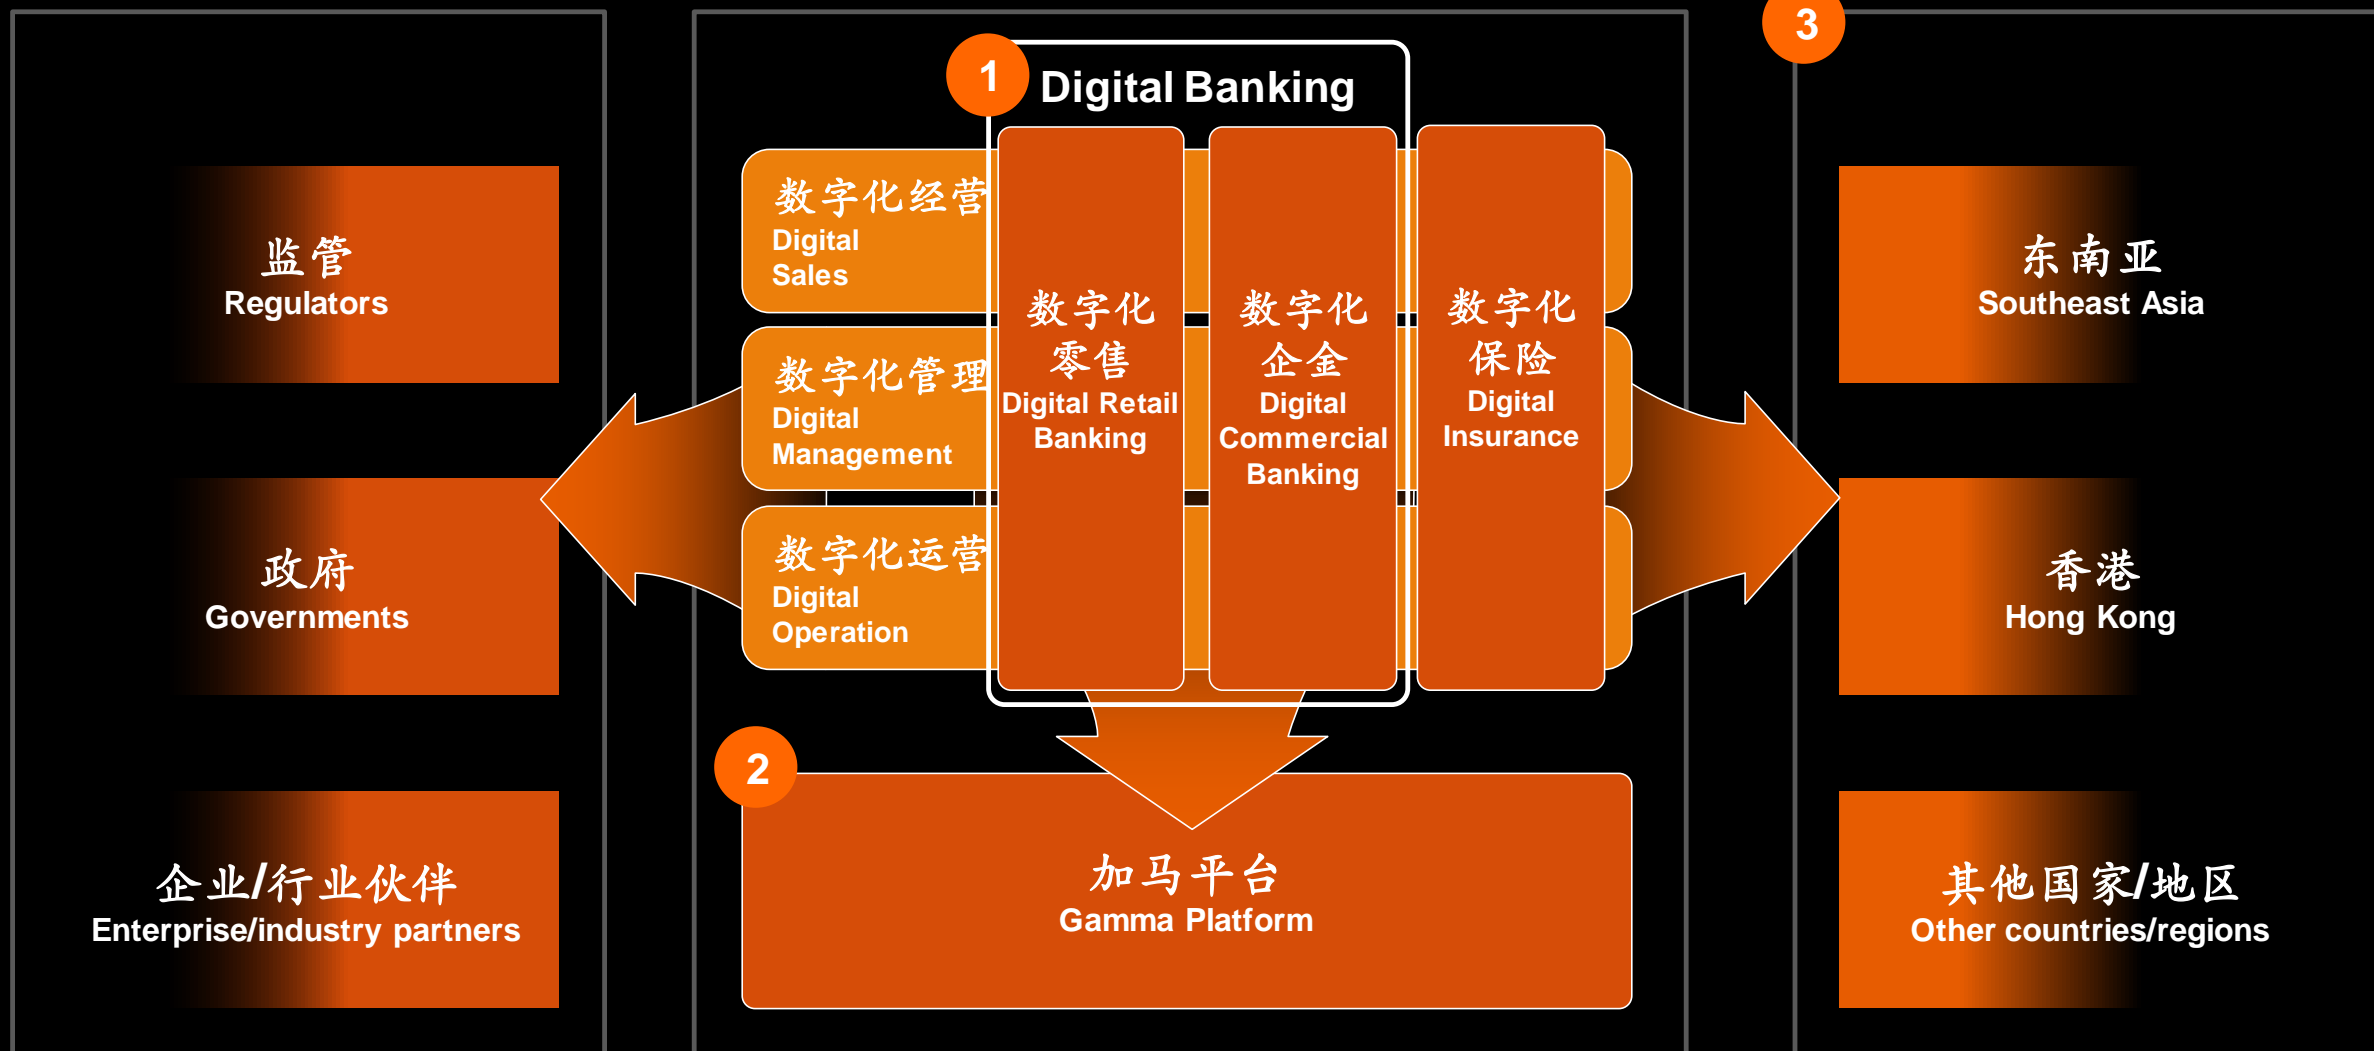 监管
Regulators
政府
Governments
企业/行业伙伴
Enterprise/industry partners
1
Digital Banking
数字化经营
Digital
Sales
数字化管理
Digital
Management
数字化运营
Digital
Operation
数字化
零售
Digital Retail
Banking
数字化
企金
Digital
Commercial
Banking
数字化
保险
Digital
Insurance
2
加马平台
Gamma Platform
3
东南亚
Southeast Asia
香港
Hong Kong
其他国家/地区
Other countries/regions